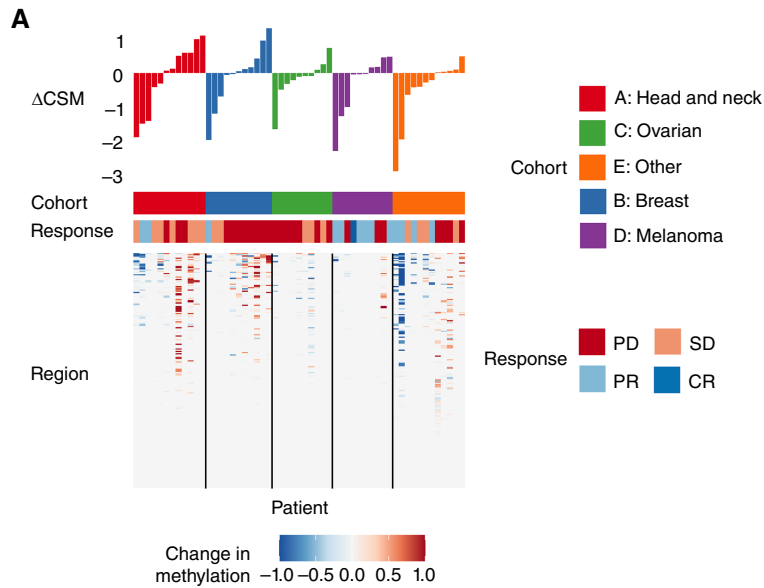 A
1
0
−1
−2
−3
ΔCSM
Cohort
Response
Region
Patient
Change in
methylation
−1.0 −0.5 0.0 0.5 1.0
Cohort
A: Head and neck
C: Ovarian
E: Other
B: Breast
D: Melanoma
Response
PD SD
PR CR